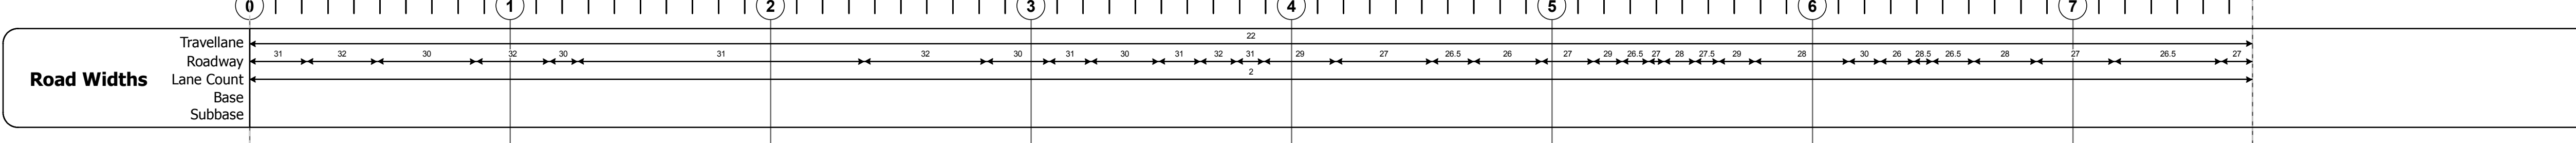 0 1 2 3 4 5 6 7
Travellane 22
31 32 30 32 30 31 32 30 31 30 31 32 31 29 27 26.5 26 27 29 26.5 27 28 27.5 29 28 30 26 28.5 26.5 28 27 26.5 27
Roadway
Road Widths
Lane Count 2
Base
Subbase